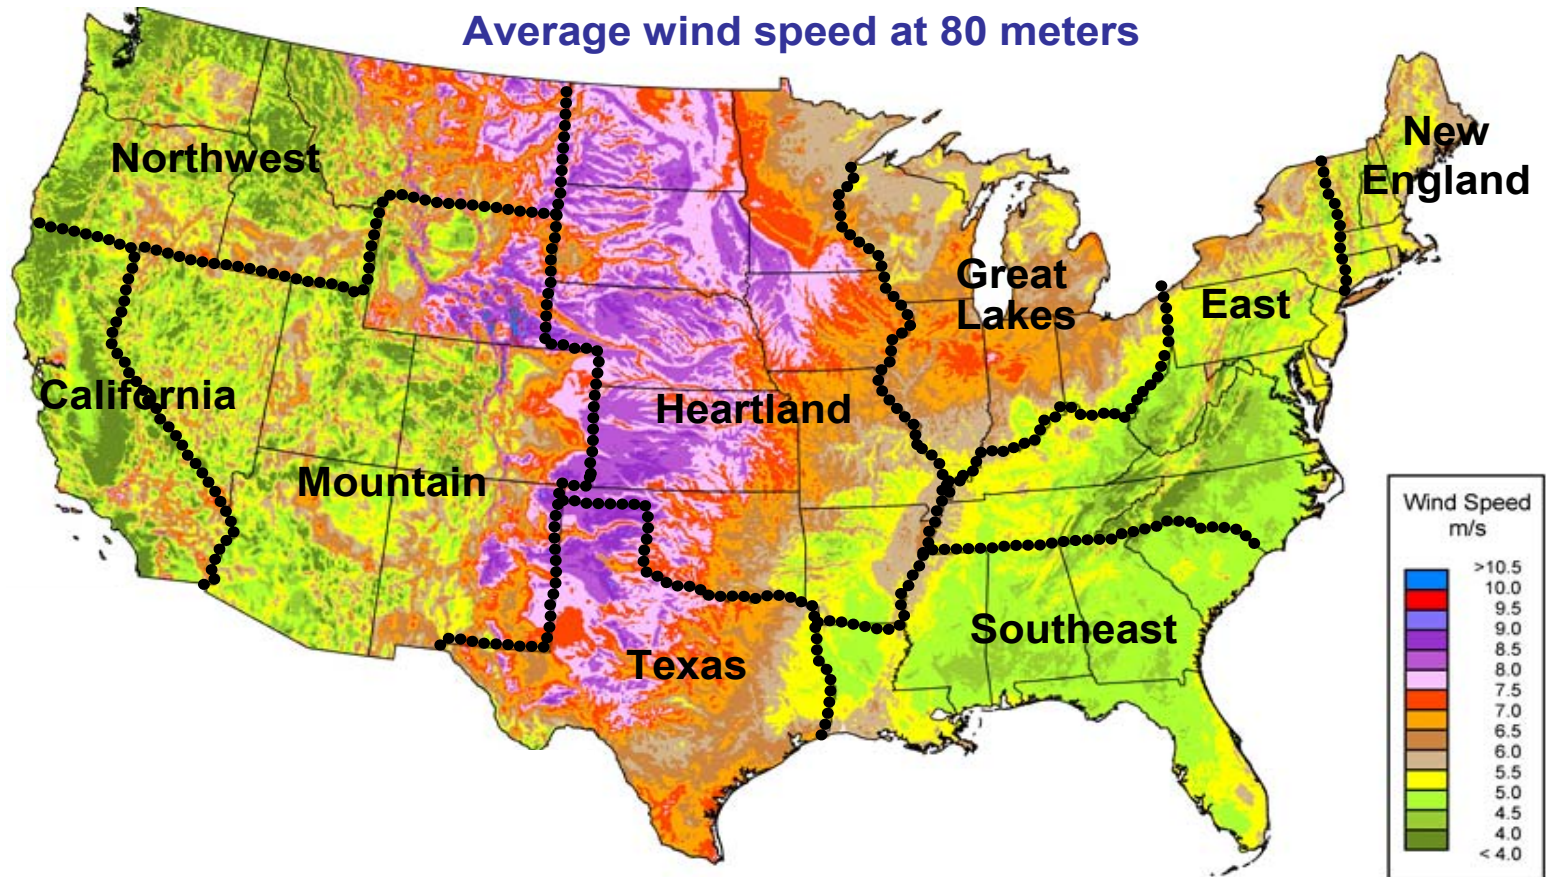 Average wind speed at 80 meters
New
England
Northwest
Great
Lakes
East
California
Heartland
Mountain
Southeast
Texas
Wind Speed
m/s
>10.5
10.0
9.5
9.0
8.5
8.0
7.5
7.0
6.5
6.0
5.5
5.0
4.5
4.0
< 4.0